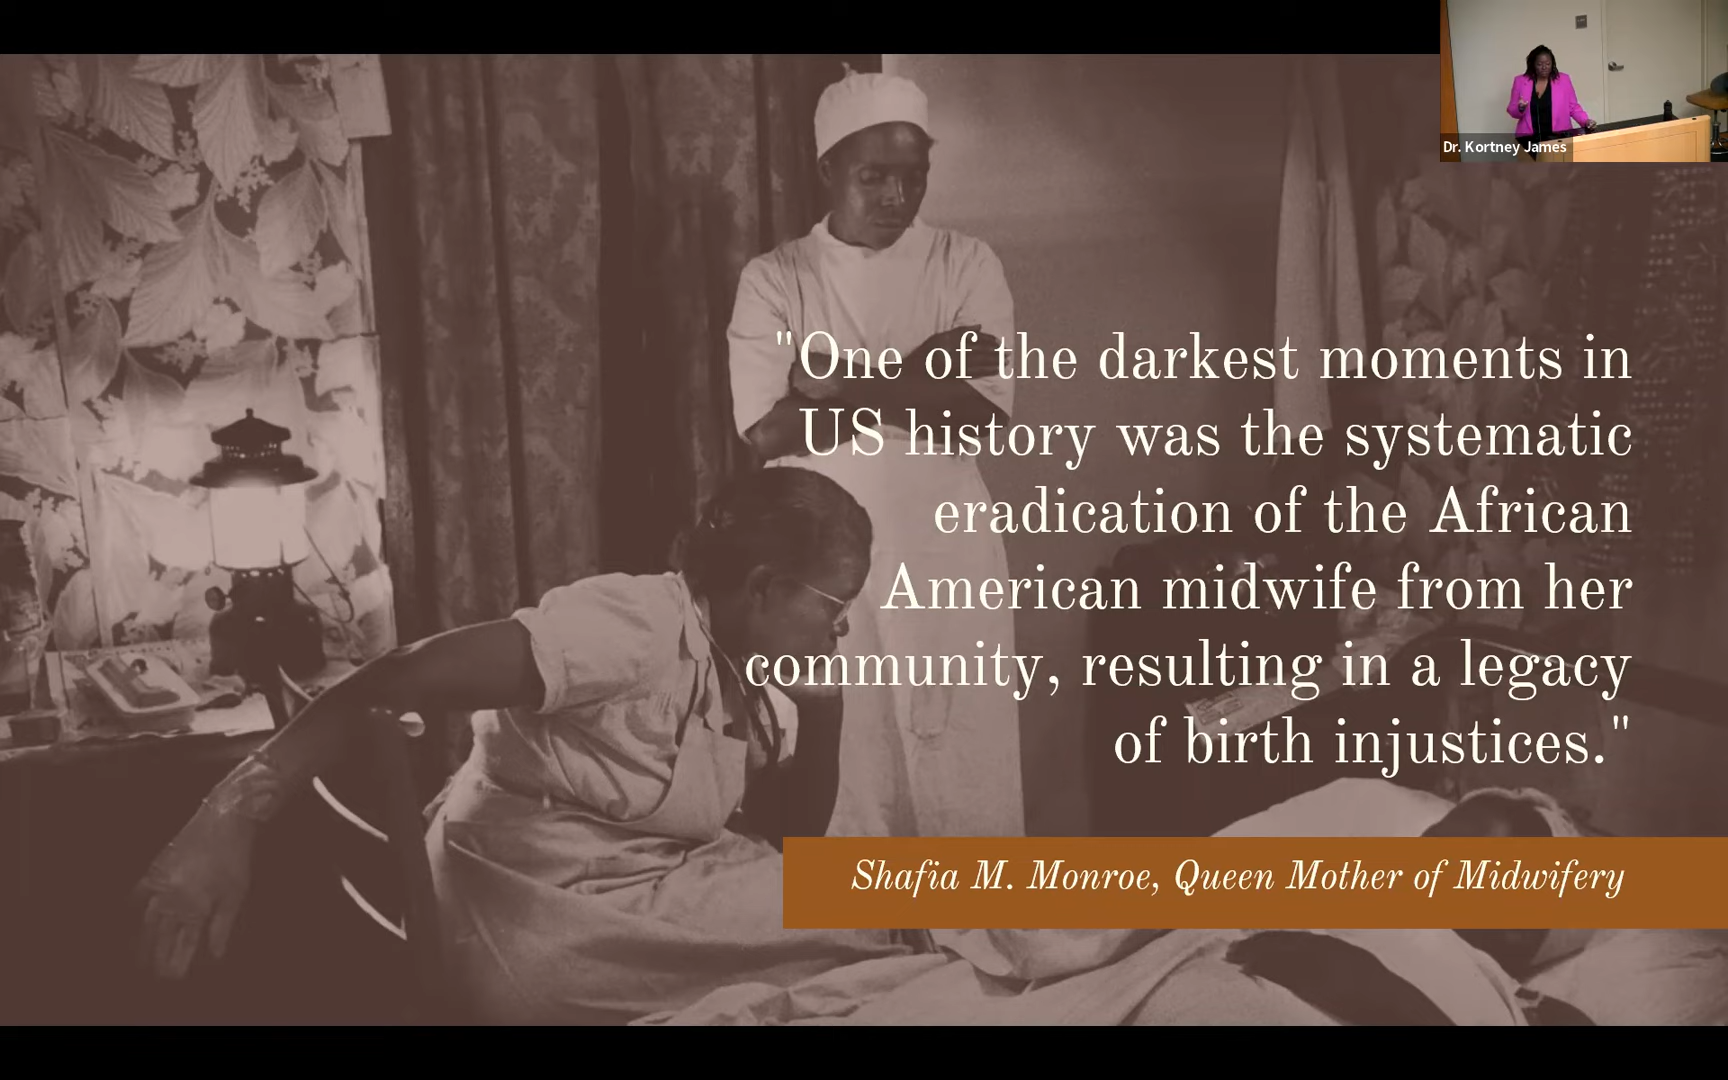 Dr. Kortney James
"One of the darkest moments in
US history was the systematic
eradication of the African
American midwife from her
community, resulting in a legacy
of birth injustices."
Shafia M. Monroe, Queen Mother of Midwifery